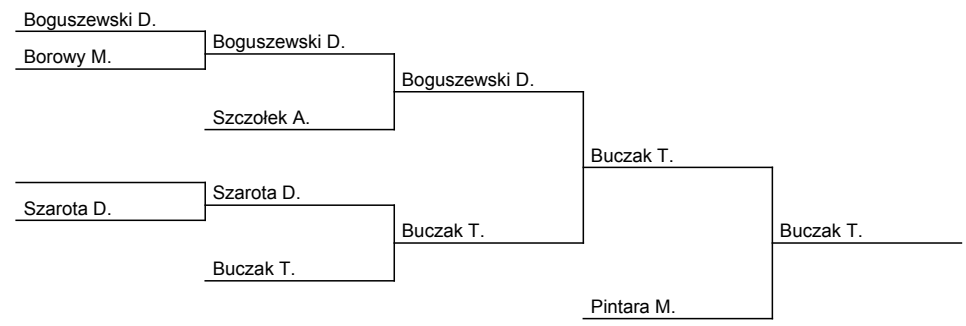 Boguszewski D.
Borowy M.
Boguszewski D.
Szczołek A.
Boguszewski D.
Szarota D.
Szarota D.
Buczak T.
Buczak T.
Buczak T.
Pintara M.
Buczak T.